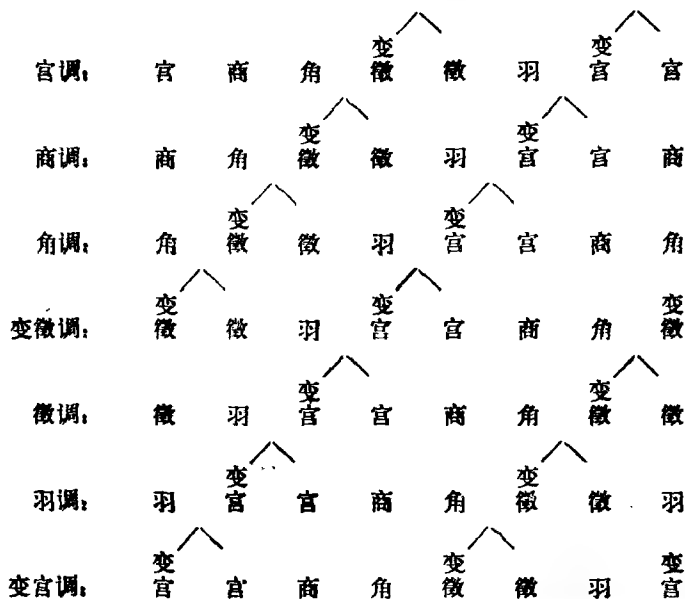 宫调： 宫 商 角 变徵 徵 羽 变宫 宫
商调： 商 角 变徵 徵 羽 变宫 宫 商
角调： 角 变徵 徵 羽 变宫 宫 商 角
变徵调： 变徵 徵 羽 变宫 宫 商 角 变徵
徵调： 徵 羽 变宫 宫 商 角 变徵 徵
羽调： 羽 变宫 宫 商 角 变徵 徵 羽
变宫调： 变宫 宫 商 角 变徵 徵 羽 变宫